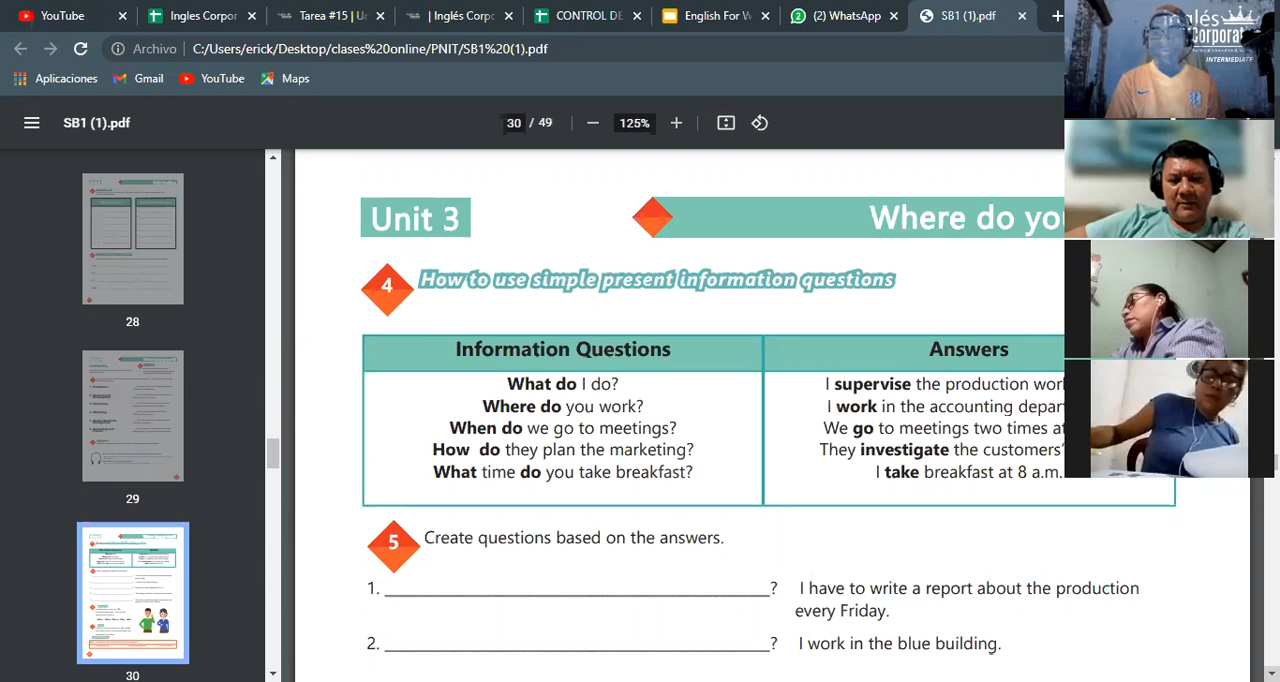 YouTube
Ingles Corpor
Tarea #15 | Ur
| Inglés Corpo
CONTROL DE
English For W
(2) WhatsApp
SB1 (1).pdf
Archivo
C:/Users/erick/Desktop/clases%20online/PNIT/SB1%20(1).pdf
Aplicaciones
Gmail
YouTube
Maps
Inglés
Corporati
INTERMEDIATE
SB1 (1).pdf
30 / 49
125%
28
29
30
Unit 3
Where do yo
4
How to use simple present information questions
Information Questions
Answers
What do I do?
I supervise the production wor
Where do you work?
I work in the accounting depar
When do we go to meetings?
We go to meetings two times a
How do they plan the marketing?
They investigate the customers'
What time do you take breakfast?
I take breakfast at 8 a.m.
5
Create questions based on the answers.
1. ? I have to write a report about the production
every Friday.
2. ? I work in the blue building.